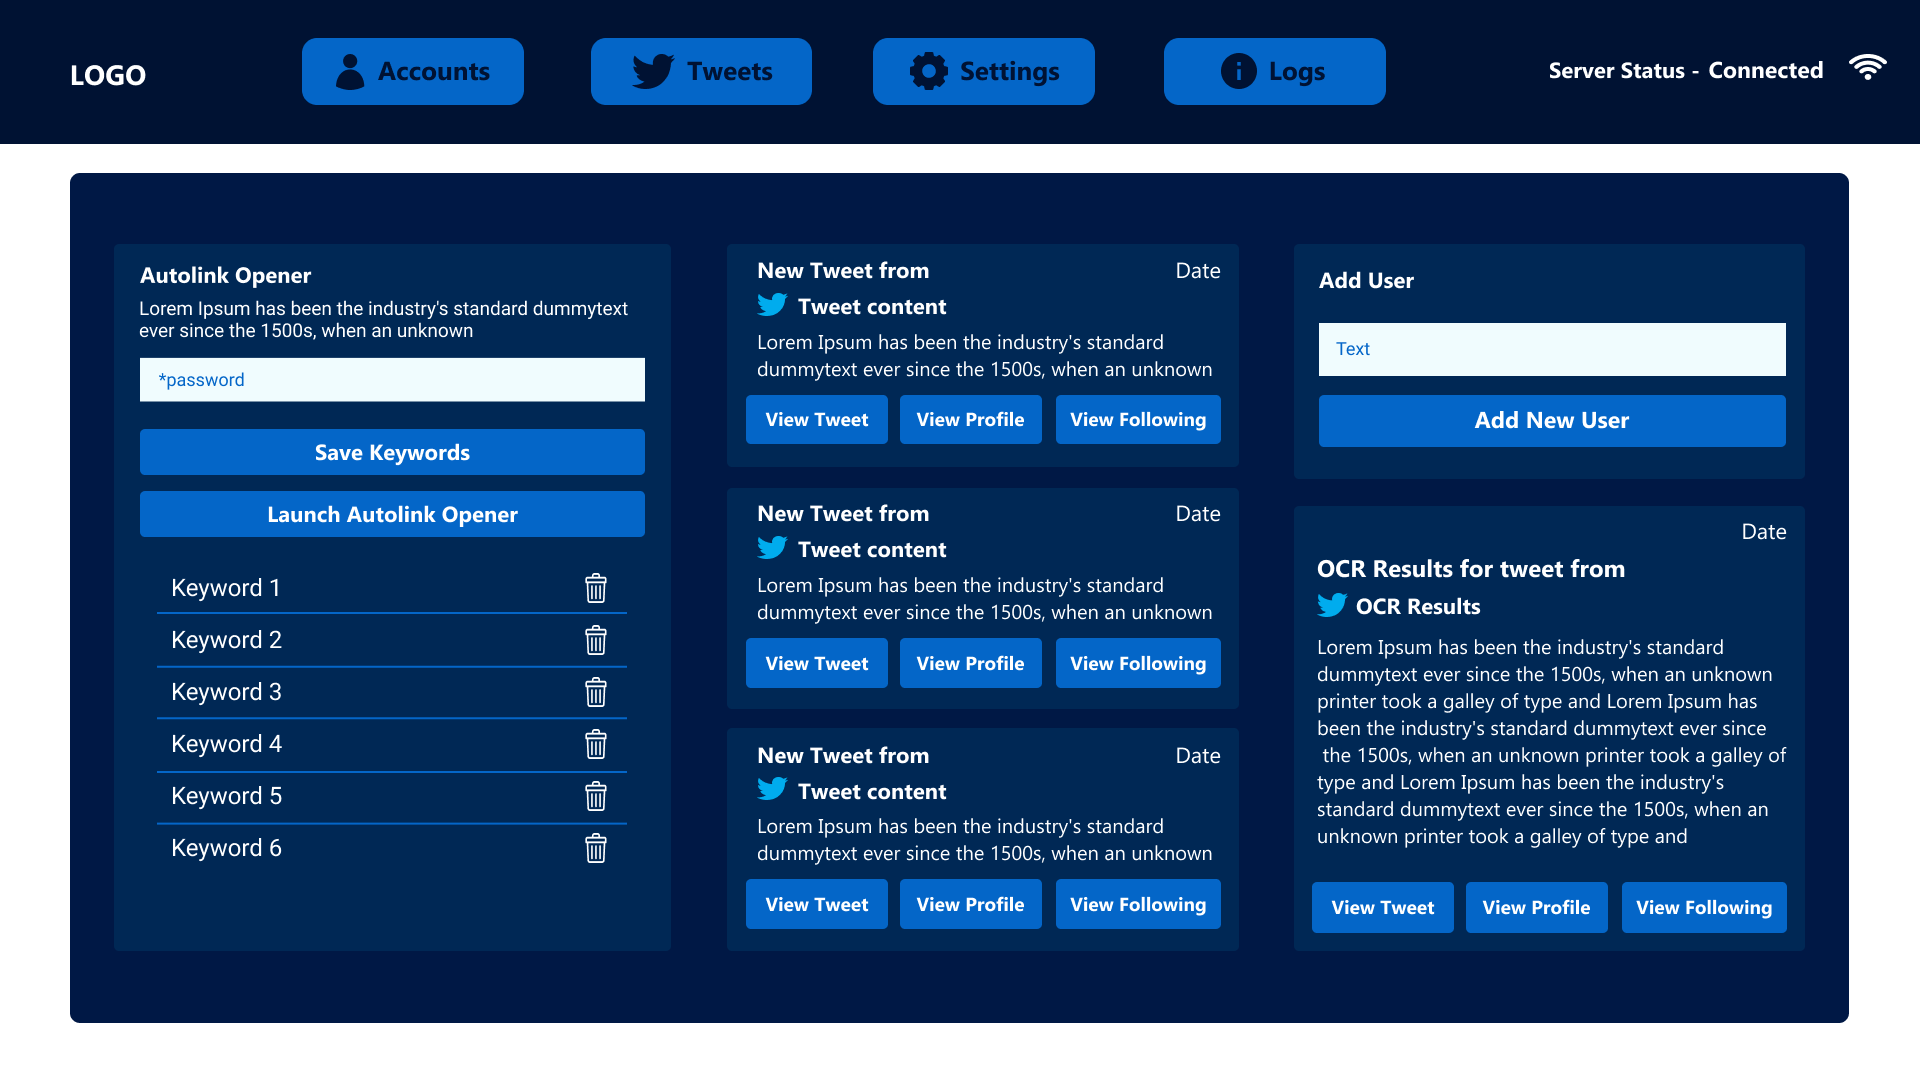 LOGO
Accounts
Tweets
Settings
Logs
Server Status - Connected
Autolink Opener
Lorem Ipsum has been the industry's standard dummytext
ever since the 1500s, when an unknown
*password
Save Keywords
Launch Autolink Opener
Keyword 1
Keyword 2
Keyword 3
Keyword 4
Keyword 5
Keyword 6
New Tweet from
Date
Tweet content
Lorem Ipsum has been the industry's standard
dummytext ever since the 1500s, when an unknown
View Tweet
View Profile
View Following
New Tweet from
Date
Tweet content
Lorem Ipsum has been the industry's standard
dummytext ever since the 1500s, when an unknown
View Tweet
View Profile
View Following
New Tweet from
Date
Tweet content
Lorem Ipsum has been the industry's standard
dummytext ever since the 1500s, when an unknown
View Tweet
View Profile
View Following
Add User
Text
Add New User
Date
OCR Results for tweet from
OCR Results
Lorem Ipsum has been the industry's standard
dummytext ever since the 1500s, when an unknown
printer took a galley of type and Lorem Ipsum has
been the industry's standard dummytext ever since
the 1500s, when an unknown printer took a galley of
type and Lorem Ipsum has been the industry's
standard dummytext ever since the 1500s, when an
unknown printer took a galley of type and
View Tweet
View Profile
View Following